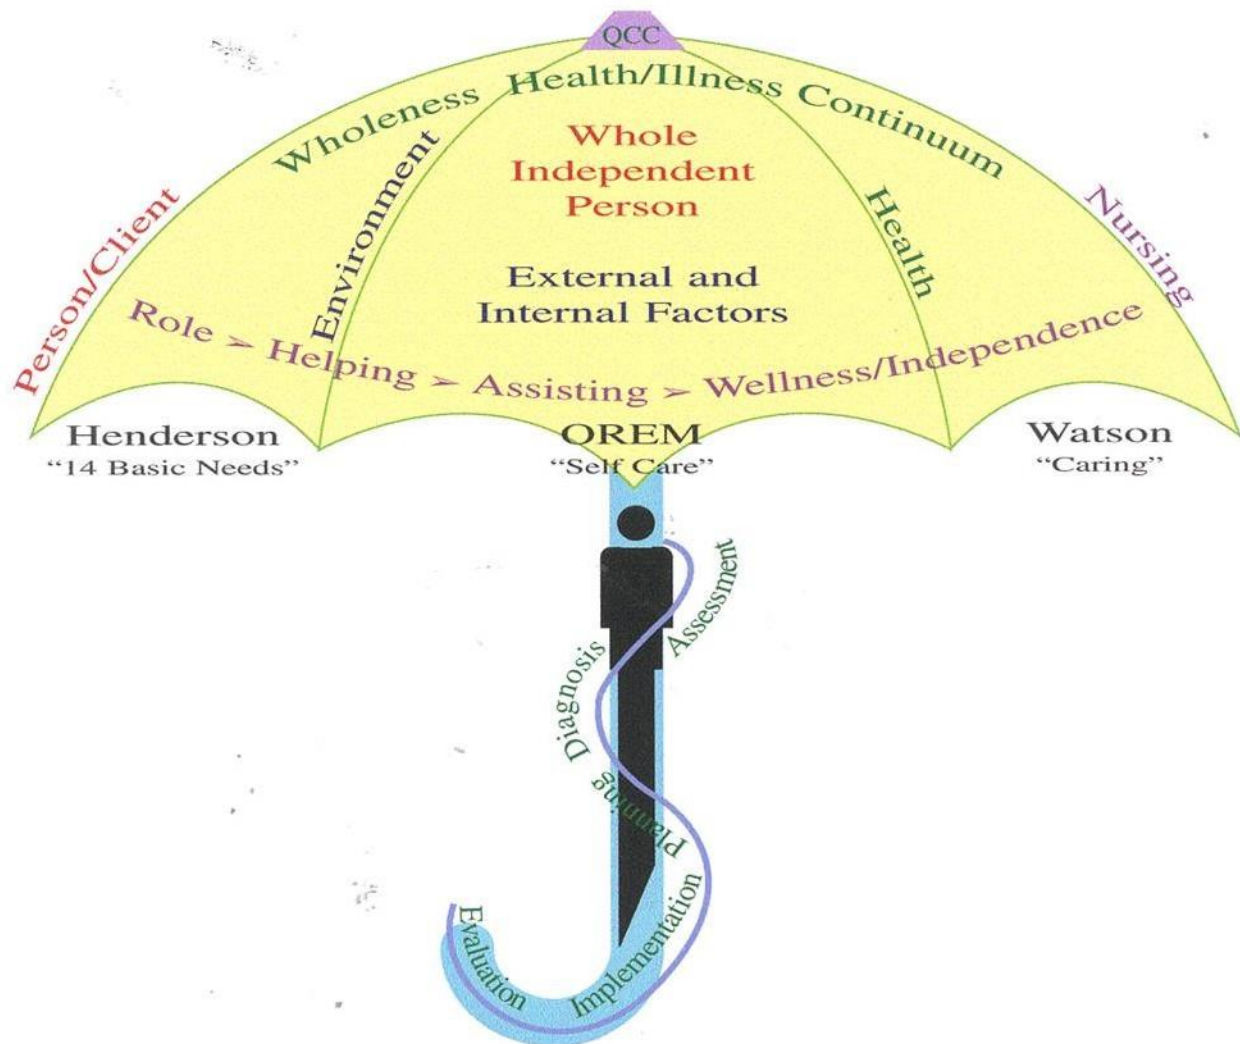 QCC
Wholeness Health/Illness Continuum
Person/Client
Environment
Whole
Independent
Person
Health
Nursing
External and
Internal Factors
Role ➢ Helping ➢ Assisting ➢ Wellness/Independence
Henderson
“14 Basic Needs”
OREM
“Self Care”
Watson
“Caring”
Assessment
Diagnosis
Planning
Implementation
Evaluation